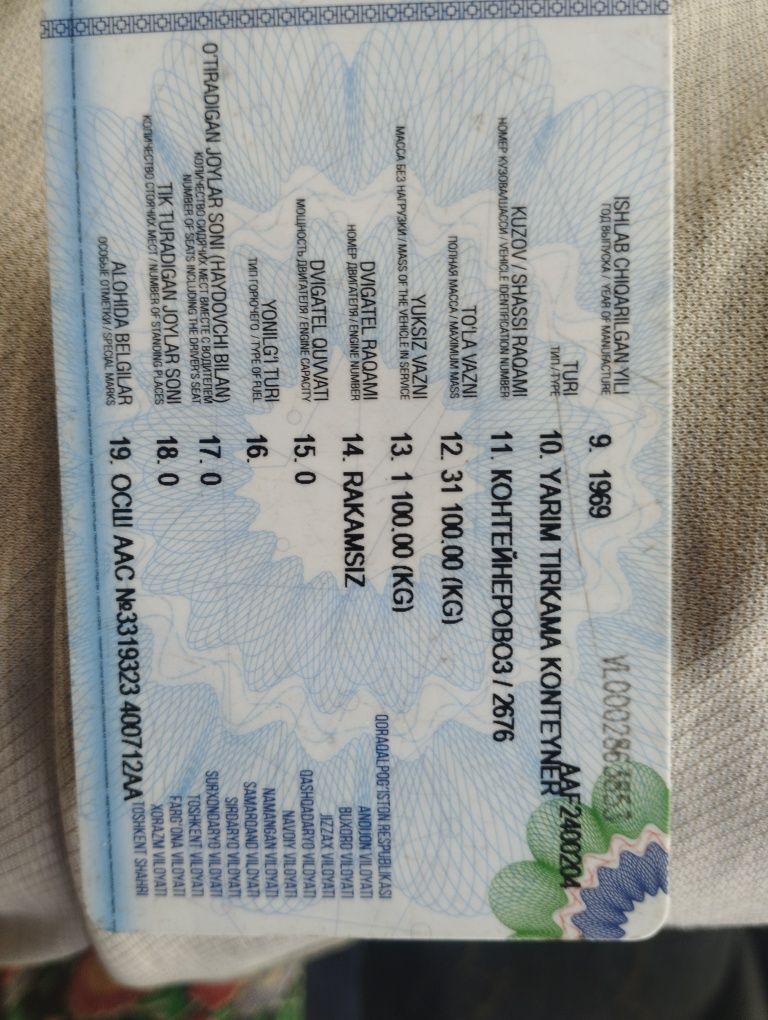 VLC0002863853
AAF2400204
ISHLAB CHIQARILGAN YILI 9. 1969
ГОД ВЫПУСКА / YEAR OF MANUFACTURE
TURI 10. YARIM TIRKAMA KONTEYNER
ТИП / TYPE
KUZOV / SHASSI RAQAMI 11. КОНТЕЙНЕРОВОЗ / 2676
НОМЕР КУЗОВА/ШАССИ / VEHICLE IDENTIFICATION NUMBER
TO'LA VAZNI 12. 31 100.00 (KG)
ПОЛНАЯ МАССА / MAXIMUM MASS
YUKSIZ VAZNI 13. 1 100.00 (KG)
МАССА БЕЗ НАГРУЗКИ / MASS OF THE VEHICLE IN SERVICE
DVIGATEL RAQAMI 14. RAKAMSIZ
НОМЕР ДВИГАТЕЛЯ / ENGINE NUMBER
DVIGATEL QUVVATI 15. 0
МОЩНОСТЬ ДВИГАТЕЛЯ / ENGINE CAPACITY
YONILG'I TURI 16.
ТИП ГОРЮЧЕГО / TYPE OF FUEL
O'TIRADIGAN JOYLAR SONI (HAYDOVCHI BILAN) 17. 0
КОЛИЧЕСТВО СИДЯЧИХ МЕСТ ВМЕСТЕ С ВОДИТЕЛЕМ
NUMBER OF SEATS INCLUDING THE DRIVER'S SEAT
TIK TURADIGAN JOYLAR SONI 18. 0
КОЛИЧЕСТВО СТОЯЧИХ МЕСТ / NUMBER OF STANDING PLACES
ALOHIDA BELGILAR 19. ОСШ ААС №3319323 400712AA
ОСОБЫЕ ОТМЕТКИ / SPECIAL MARKS
QORAQALPOG'ISTON RESPUBLIKASI
ANDIJON VILOYATI
BUXORO VILOYATI
JIZZAX VILOYATI
QASHQADARYO VILOYATI
NAVOIY VILOYATI
NAMANGAN VILOYATI
SAMARQAND VILOYATI
SIRDARYO VILOYATI
SURXONDARYO VILOYATI
TOSHKENT VILOYATI
FARG'ONA VILOYATI
XORAZM VILOYATI
TOSHKENT SHAHRI